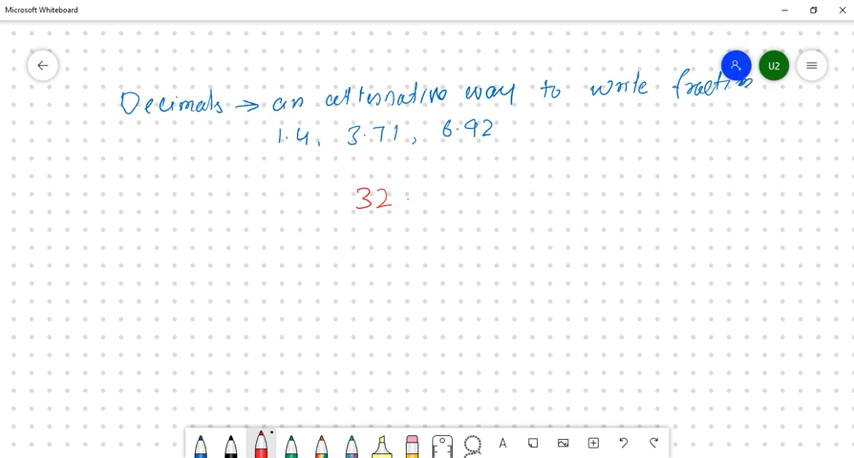 Microsoft Whiteboard
U2
Decimals → an alternative way to write fractions
1.4, 3.71, 6.92
32.
A